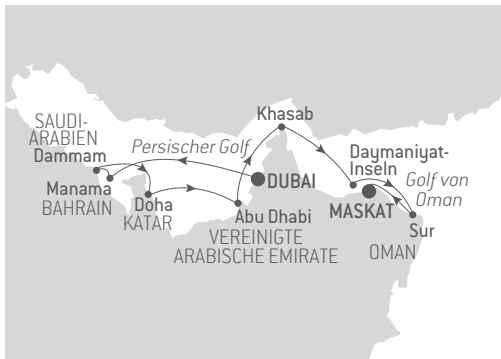 Khasab
SAUDI-
ARABIEN
Dammam
Persischer Golf
Daymaniyat-
Inseln
Manama
BAHRAIN
DUBAI
Golf von
Oman
Doha
KATAR
MASKAT
Abu Dhabi
VEREINIGTE
ARABISCHE EMIRATE
Sur
OMAN